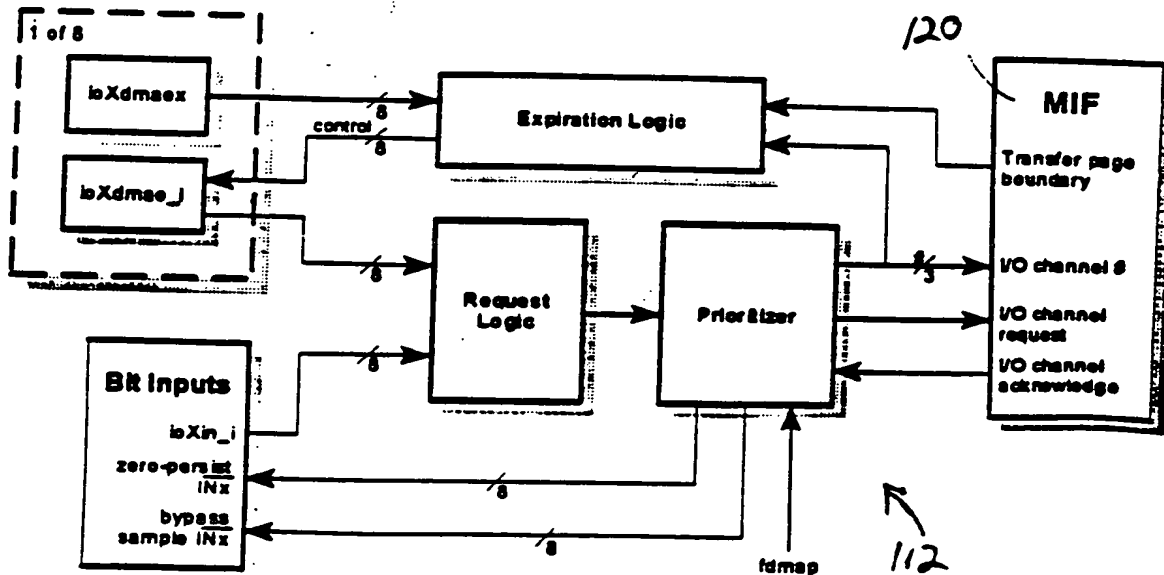 1 of 8
ioXdmaex
8
control
8
ioXdmae_i
8
Expiration Logic
120
MIF
Transfer page
boundary
Request
Logic
Prioritizer
3
I/O channel #
I/O channel
request
I/O channel
acknowledge
Bit Inputs
ioXin_i
8
zero-persist
INx
8
bypass
sample INx
8
fdmap
112